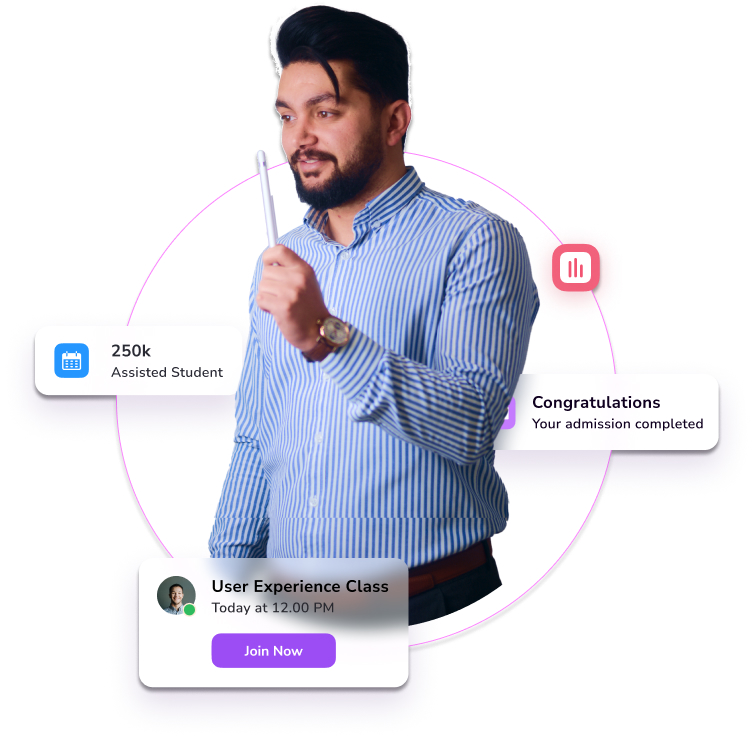 250k
Assisted Student
Congratulations
Your admission completed
User Experience Class
Today at 12.00 PM
Join Now